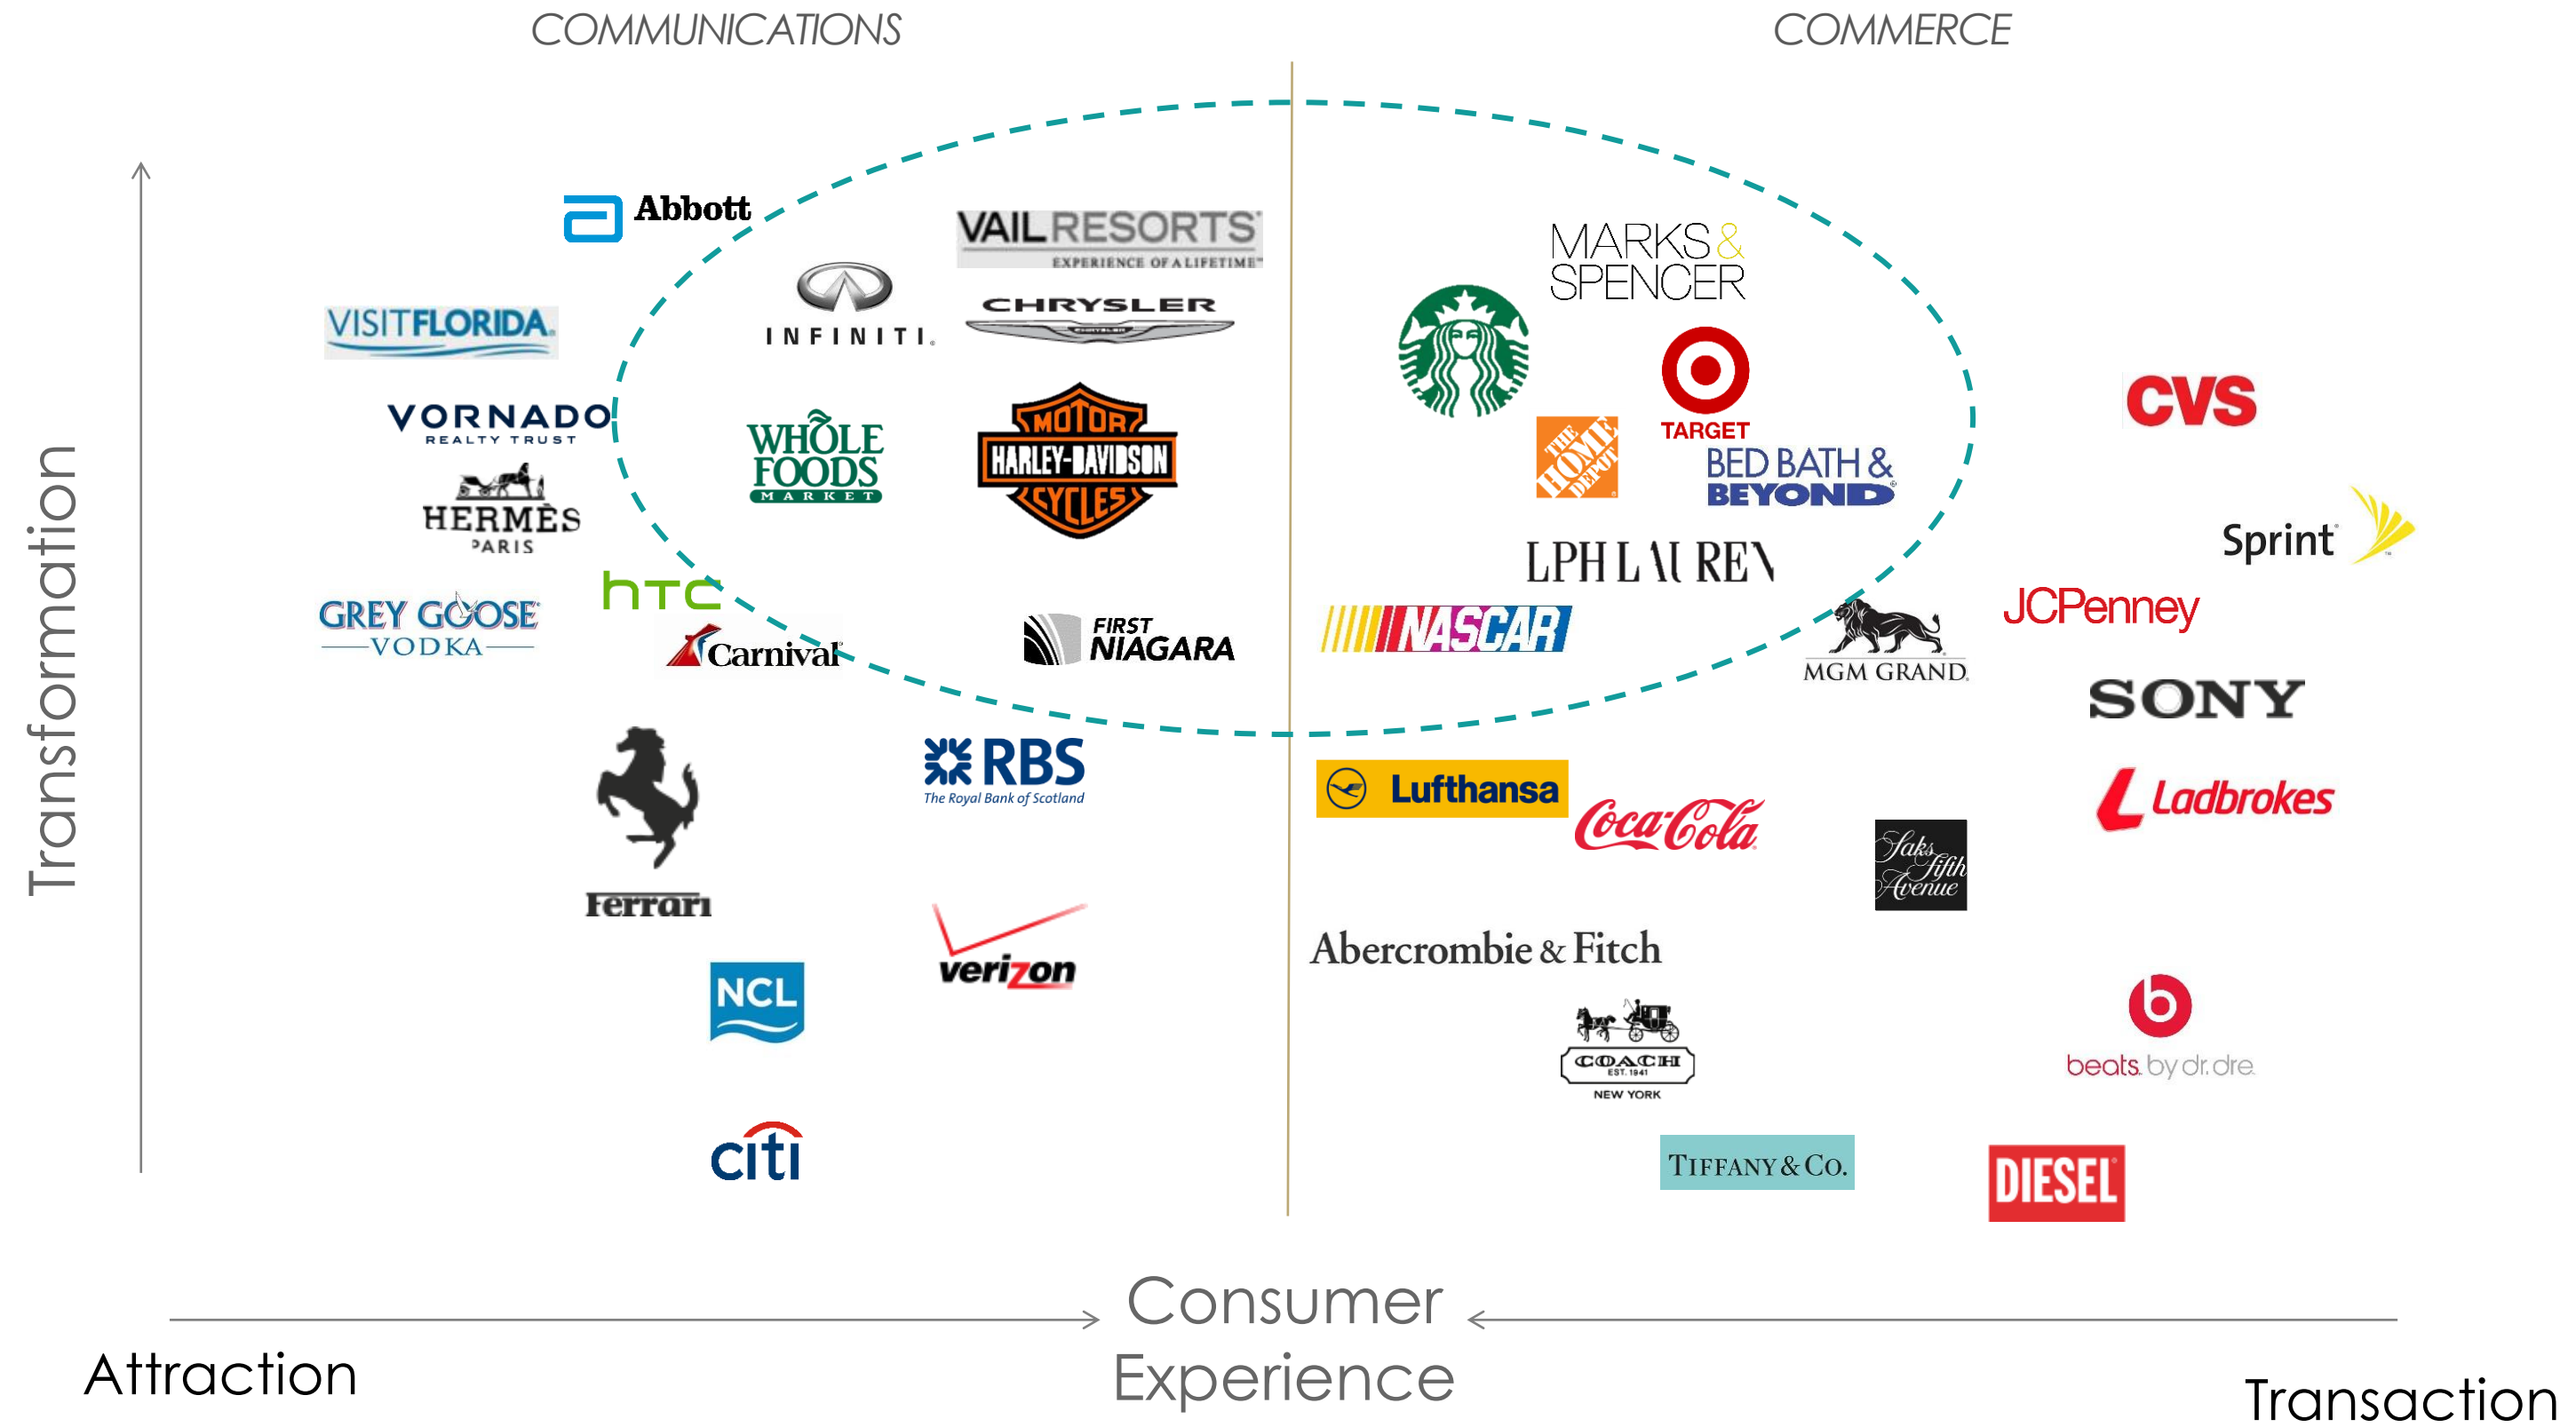 COMMUNICATIONS
COMMERCE
Transformation
Abbott
VAIL RESORTS
EXPERIENCE OF A LIFETIME™
INFINITI®
CHRYSLER
VISITFLORIDA®
VORNADO
REALTY TRUST
HERMÈS
PARIS
WHOLE
FOODS
MARKET
MOTOR
HARLEY-DAVIDSON
CYCLES
GREY GOOSE
VODKA
hTC
Carnival
FIRST
NIAGARA
MARKS&
SPENCER
TARGET
THE
HOME
DEPOT
BED BATH &
BEYOND
LPH LAUREN
NASCAR
MGM GRAND®
CVS
Sprint
JCPenney
SONY
Ladbrokes
Ferrari
RBS
The Royal Bank of Scotland
verizon
NCL
citi
Lufthansa
Coca-Cola
Saks
Fifth
Avenue
Abercrombie & Fitch
COACH
EST. 1941
NEW YORK
b
beats by dr. dre
TIFFANY & CO.
DIESEL
Attraction
Consumer
Experience
Transaction